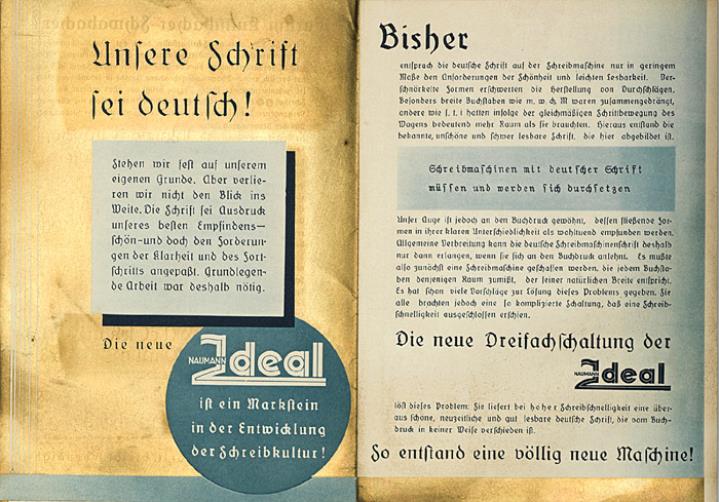 Unsere Schrift
sei deutsch!
Stehen wir fest auf unserem
eigenen Grunde. Aber verlie-
ren wir nicht den Blick ins
Weite. Die Schrift sei Ausdruck
unseres besten Empfindens—
schön-und doch den Forderun-
gen der Klarheit und des Fort-
schritts angepaßt. Grundlegen-
de Arbeit war deshalb nötig.
Die neue
NAUMANN Ideal
ist ein Markstein
in der Entwicklung
der Schreibkultur!
Bisher
entsprach die deutsche Schrift auf der Schreibmaschine nur in geringem
Maße den Anforderungen der Schönheit und leichten Lesbarkeit. Ver-
schnörkelte Formen erschwerten die Herstellung von Durchschlägen.
Besonders breite Buchstaben wie m, w, ch, M waren zusammengedrängt,
andere wie s, t, i hatten infolge der gleichmäßigen Schrittbewegung des
Wagens bedeutend mehr Raum als sie brauchten. Hieraus entstand die
bekannte, unschöne und schwer lesbare Schrift, die hier abgebildet ist.
Schreibmaschinen mit deutscher Schrift
müssen und werden sich durchsetzen
Unser Auge ist jedoch an den Buchdruck gewöhnt, dessen fließende For-
men in ihrer klaren Unterschiedlichkeit als wohltuend empfunden werden.
Allgemeine Verbreitung kann die deutsche Schreibmaschinenschrift deshalb
nur dann erlangen, wenn sie sich an den Buchdruck anlehnt. Es mußte
also zunächst eine Schreibmaschine geschaffen werden, die jedem Buchsta-
ben denjenigen Raum zumißt, der seiner natürlichen Breite entspricht.
Es hat schon viele Vorschläge zur Lösung dieses Problems gegeben. Sie
alle brachten jedoch eine so komplizierte Schaltung, daß eine Schreib-
schnelligkeit ausgeschlossen erschien.
Die neue Dreifachschaltung der
NAUMANN Ideal
löst dieses Problem: Sie liefert bei hoher Schreibschnelligkeit eine über-
aus schöne, neuzeitliche und gut lesbare deutsche Schrift, die vom Buch-
druck in keiner Weise verschieden ist.
So entstand eine völlig neue Maschine!